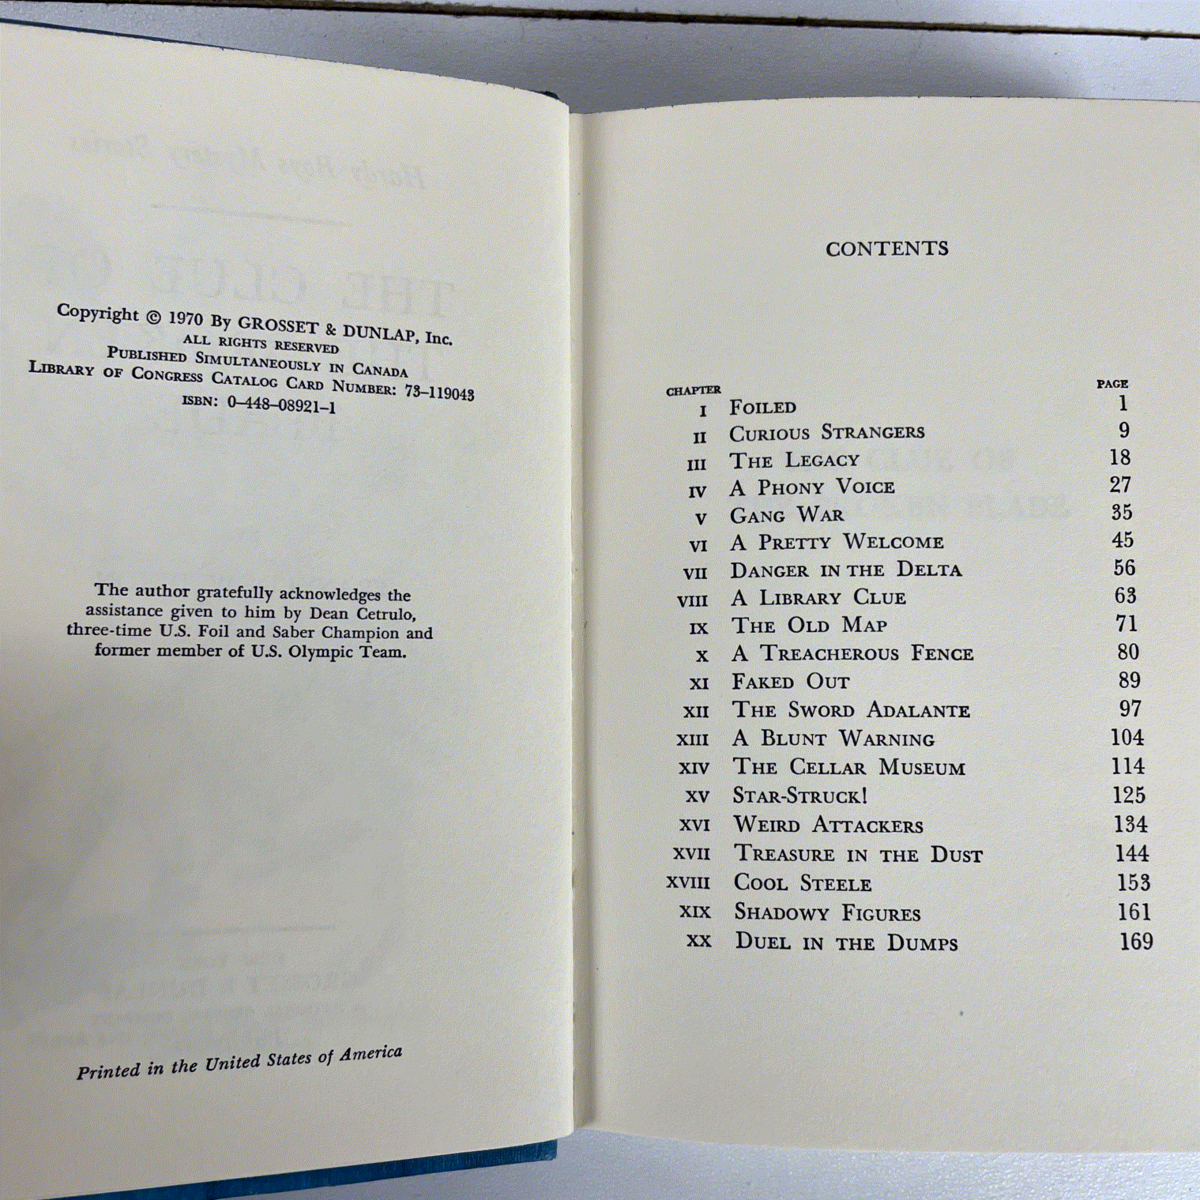 Copyright © 1970 By GROSSET & DUNLAP, Inc.
ALL RIGHTS RESERVED
PUBLISHED SIMULTANEOUSLY IN CANADA
LIBRARY OF CONGRESS CATALOG CARD NUMBER: 73–119043
ISBN: 0–448–08921–1
The author gratefully acknowledges the
assistance given to him by Dean Cetrulo,
three-time U.S. Foil and Saber Champion and
former member of U.S. Olympic Team.
Printed in the United States of America
CONTENTS
CHAPTER PAGE
I FOILED 1
II CURIOUS STRANGERS 9
III THE LEGACY 18
IV A PHONY VOICE 27
V GANG WAR 35
VI A PRETTY WELCOME 45
VII DANGER IN THE DELTA 56
VIII A LIBRARY CLUE 63
IX THE OLD MAP 71
X A TREACHEROUS FENCE 80
XI FAKED OUT 89
XII THE SWORD ADALANTE 97
XIII A BLUNT WARNING 104
XIV THE CELLAR MUSEUM 114
XV STAR-STRUCK! 125
XVI WEIRD ATTACKERS 134
XVII TREASURE IN THE DUST 144
XVIII COOL STEELE 153
XIX SHADOWY FIGURES 161
XX DUEL IN THE DUMPS 169